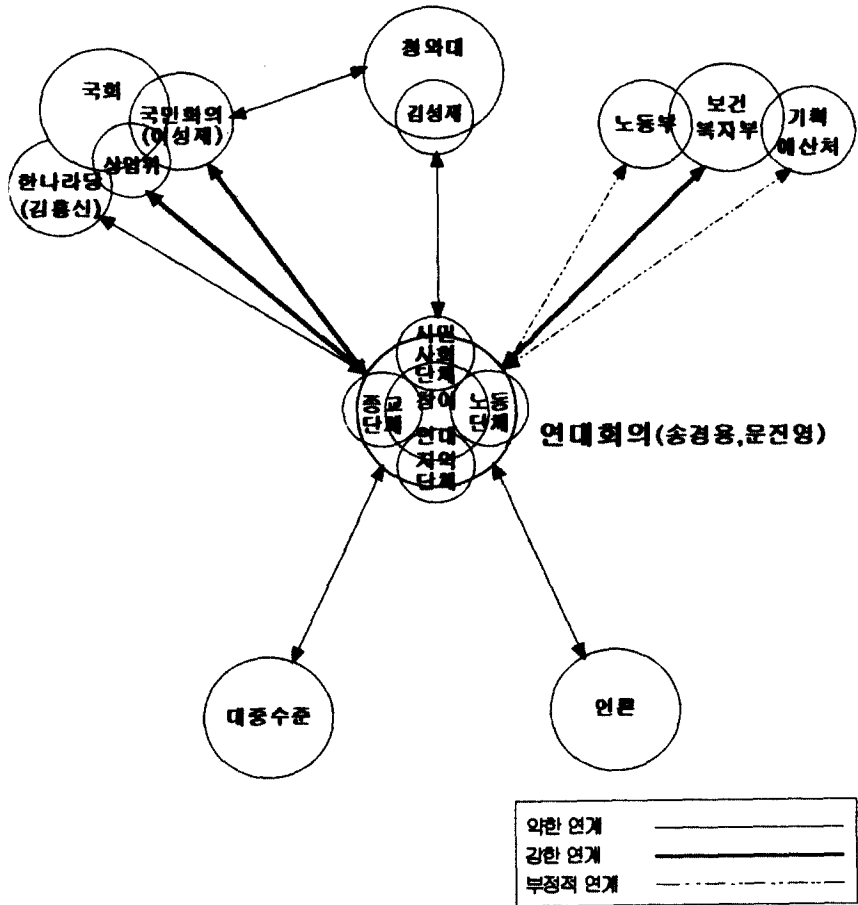 청와대
김성재
국회
국민회의
(이성재)
상임위
한나라당
(김홍신)
노동부
보건
복지부
기획
예산처
시민
사회
단체
종교
단체
참여
연대
노동
단체
지역
단체
연대회의(송경용,문진영)
대중수준
언론
약한 연계
강한 연계
부정적 연계